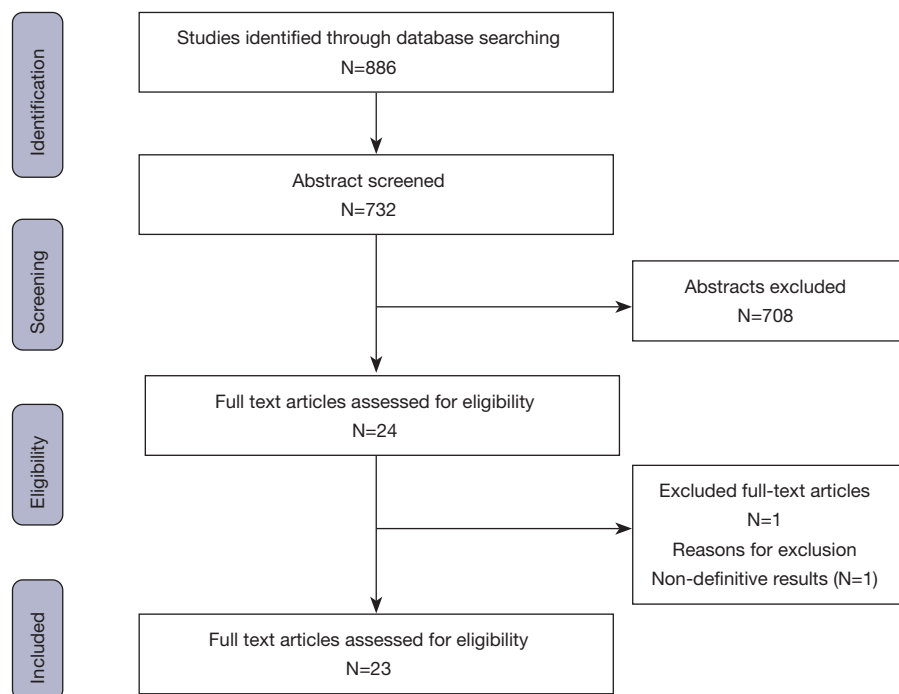 Identification
Studies identified through database searching
N=886
Abstract screened
N=732
Screening
Abstracts excluded
N=708
Eligibility
Full text articles assessed for eligibility
N=24
Excluded full-text articles
N=1
Reasons for exclusion
Non-definitive results (N=1)
Included
Full text articles assessed for eligibility
N=23